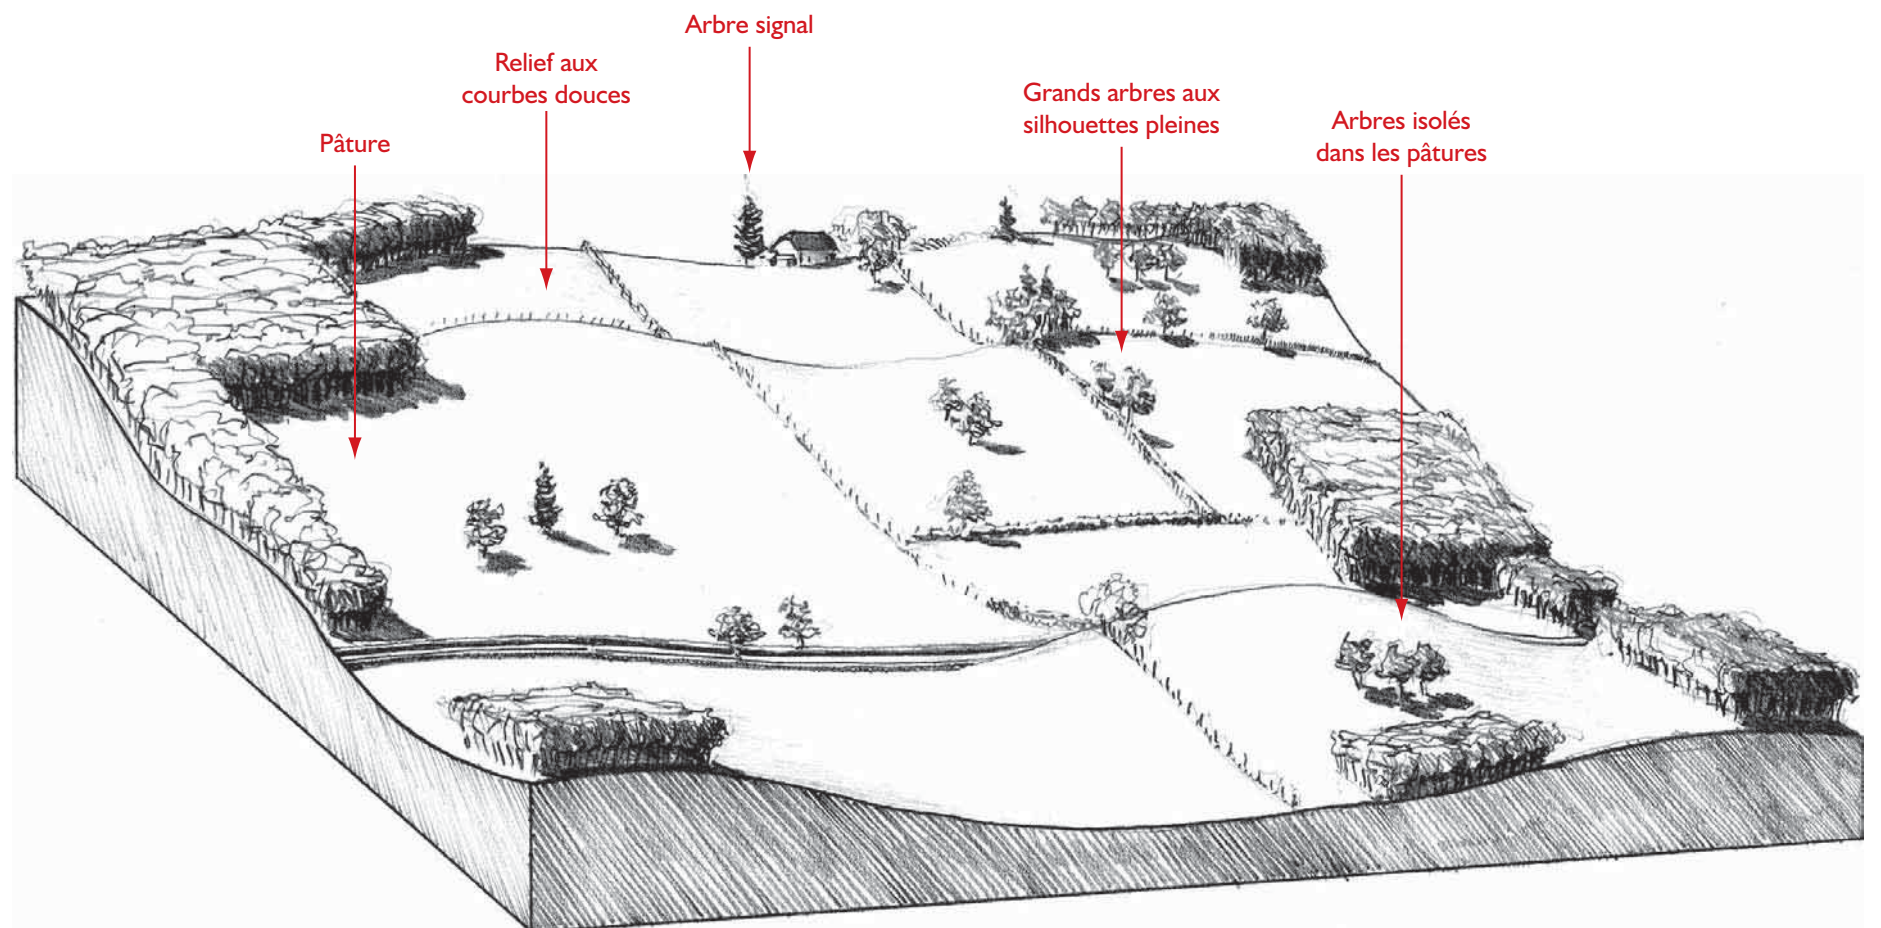 Arbre signal
Relief aux
courbes douces
Grands arbres aux
silhouettes pleines
Arbres isolés
dans les pâtures
Pâture